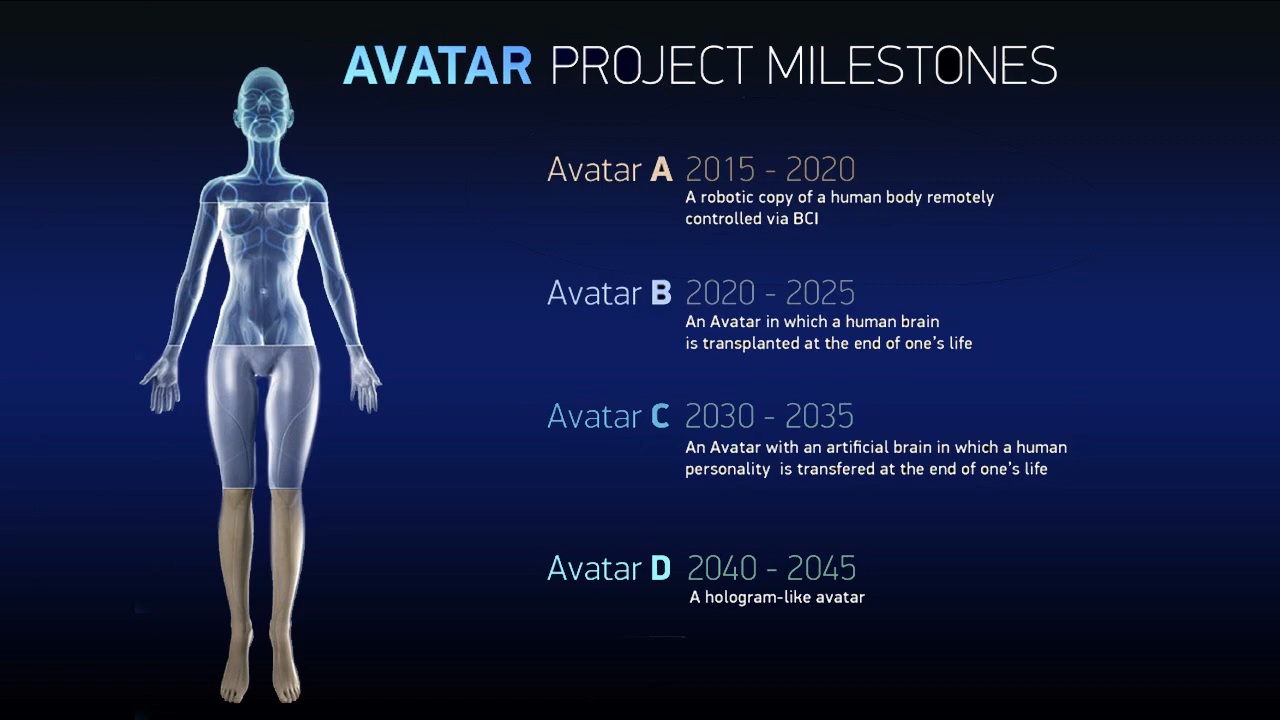 AVATAR PROJECT MILESTONES
Avatar A 2015 - 2020
A robotic copy of a human body remotely
controlled via BCI
Avatar B 2020 - 2025
An Avatar in which a human brain
is transplanted at the end of one's life
Avatar C 2030 - 2035
An Avatar with an artificial brain in which a human
personality is transfered at the end of one's life
Avatar D 2040 - 2045
A hologram-like avatar